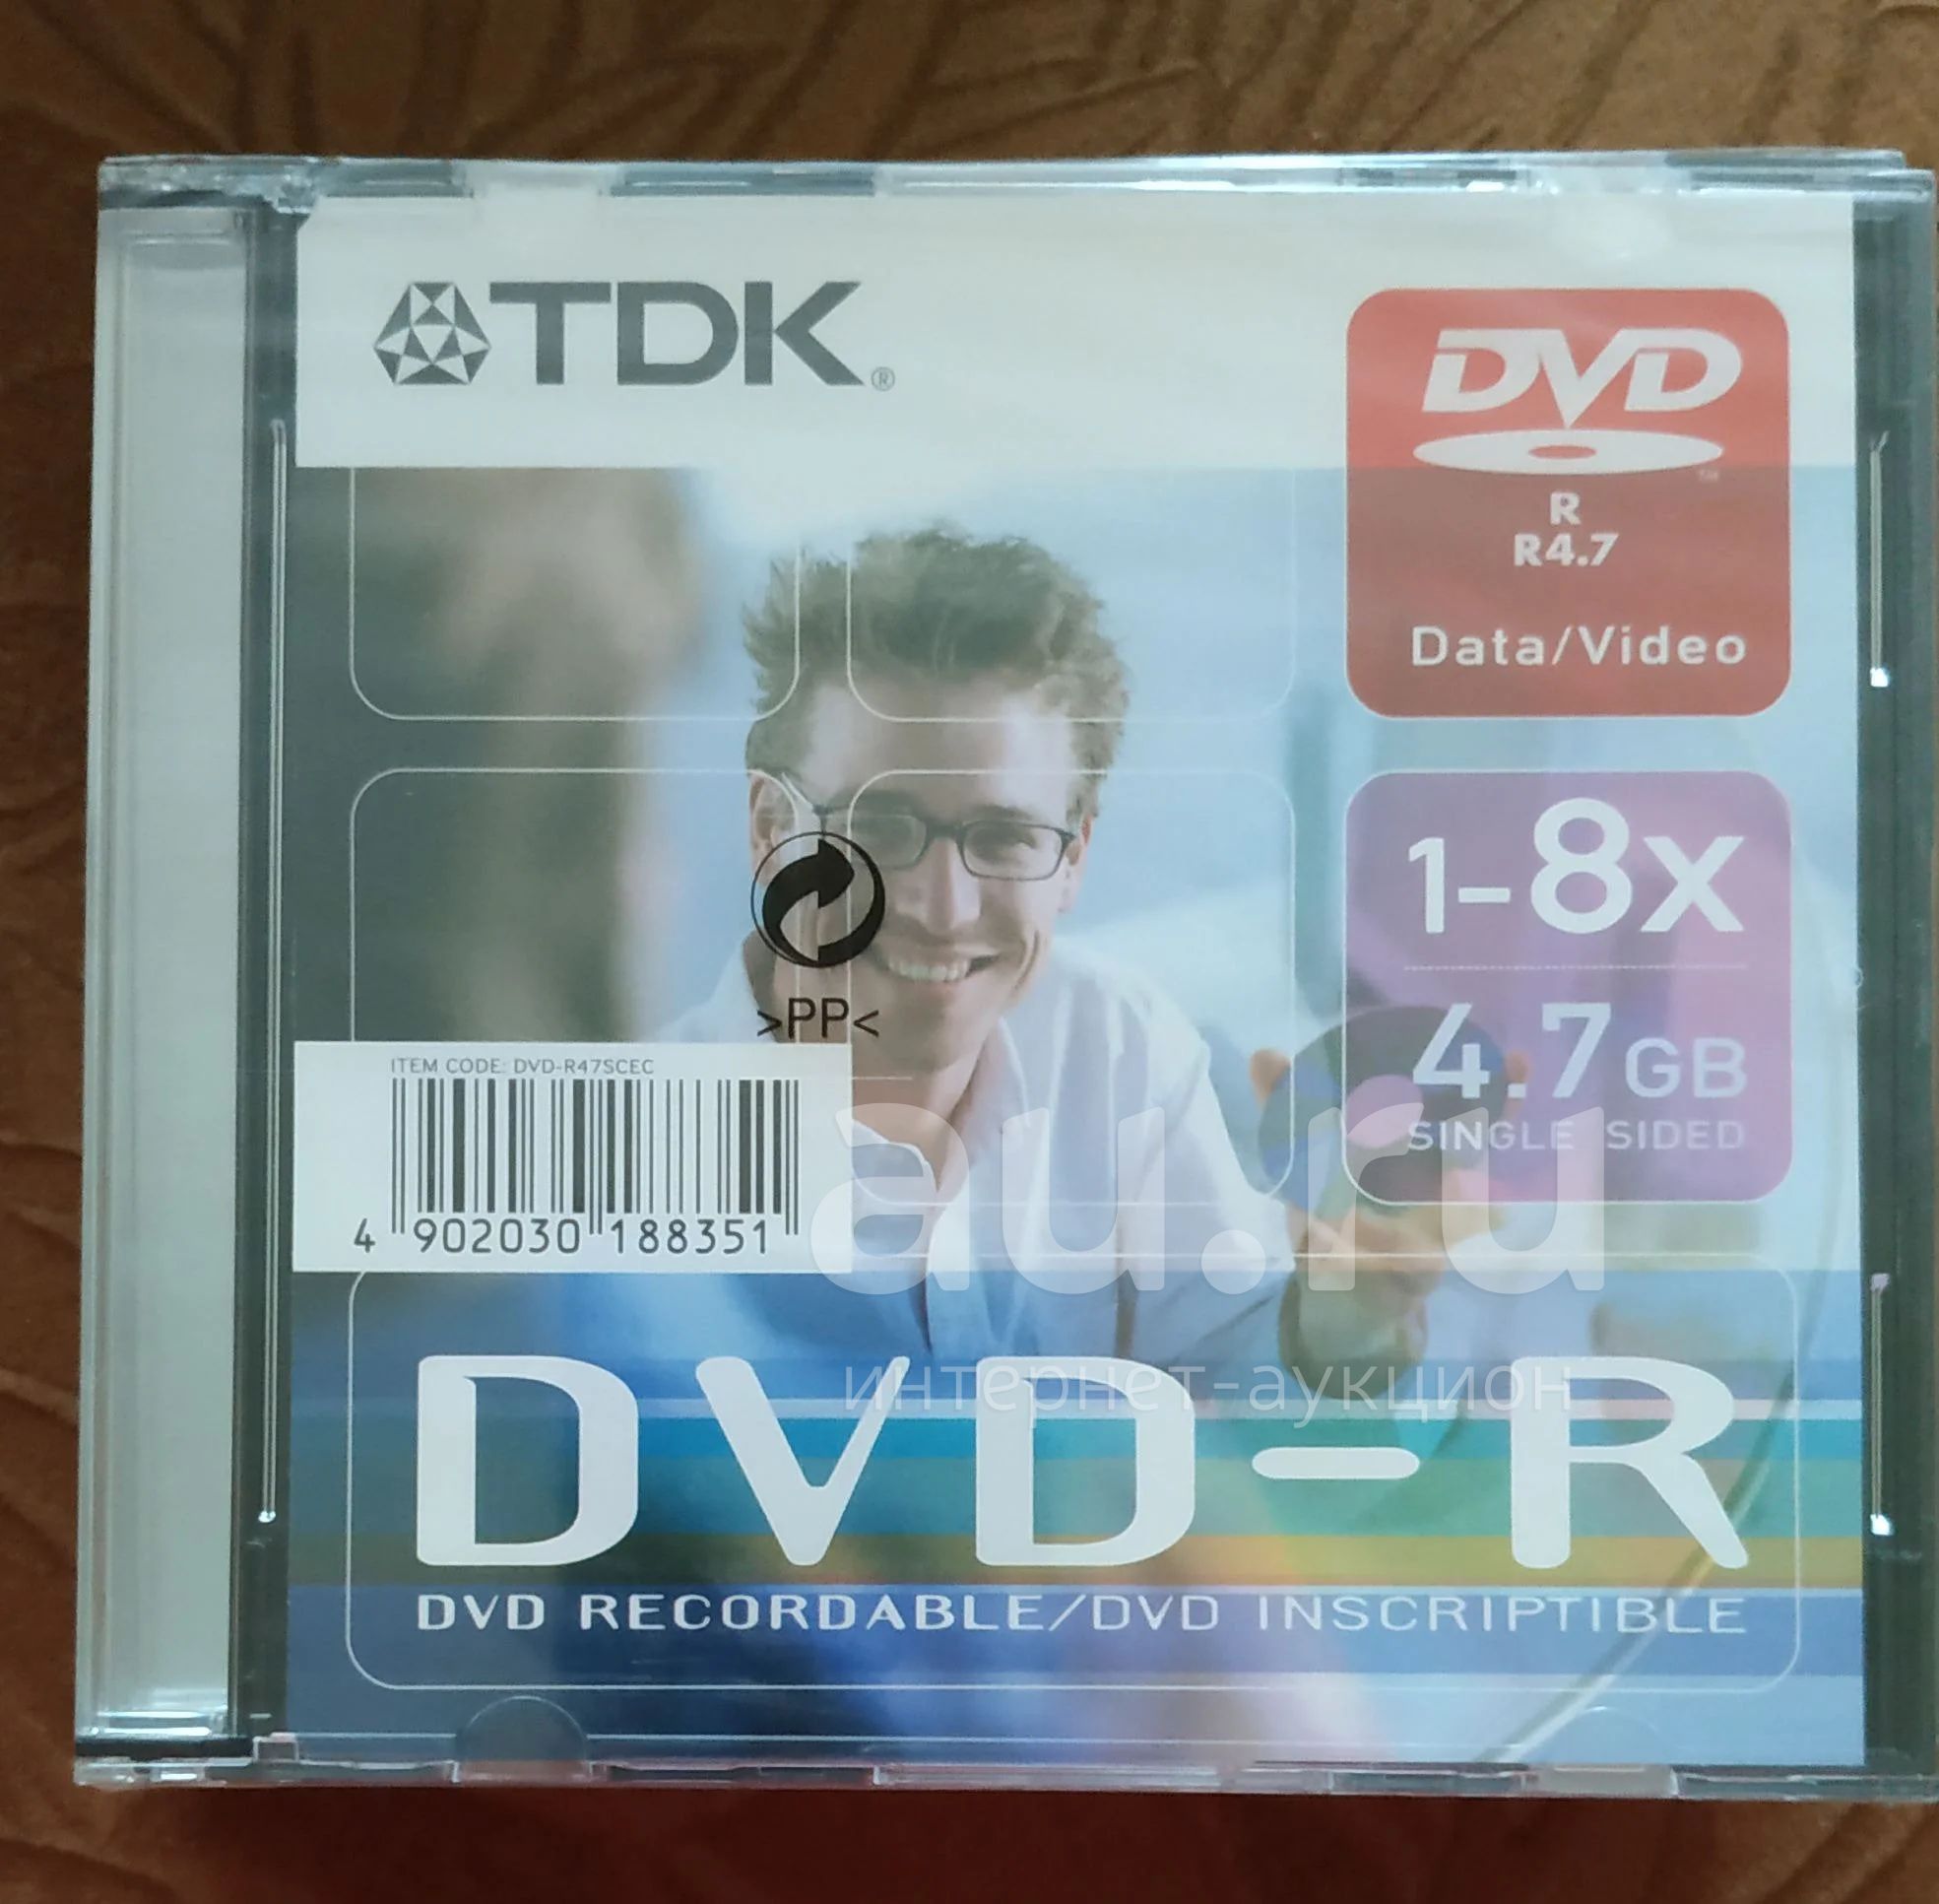 TDK®
DVD
TM
R
R4.7
Data/Video
1-8x
4.7GB
SINGLE SIDED
>PP<
ITEM CODE: DVD-R47SCEC
4 902030 188351
au.ru
интернет-аукцион
DVD-R
DVD RECORDABLE/DVD INSCRIPTIBLE